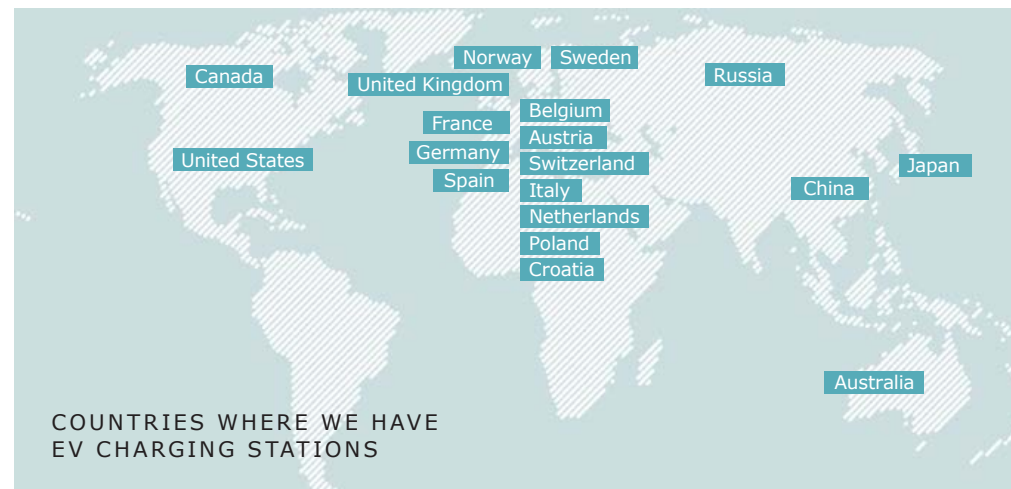 Norway
Sweden
Canada
United Kingdom
Russia
Belgium
France
Austria
Germany
United States
Switzerland
Japan
Spain
Italy
China
Netherlands
Poland
Croatia
Australia
COUNTRIES WHERE WE HAVE
EV CHARGING STATIONS